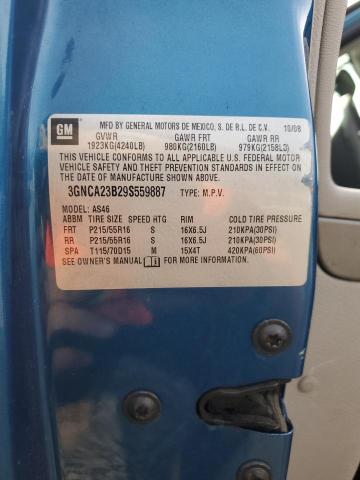 GM
MFD BY GENERAL MOTORS DE MEXICO, S. DE R.L. DE C.V. 10/08
GVWR GAWR FRT GAWR RR
1923KG(4240LB) 980KG(2160LB) 979KG(2158LB)
THIS VEHICLE CONFORMS TO ALL APPLICABLE U.S. FEDERAL MOTOR
VEHICLE SAFETY AND THEFT PREVENTION STANDARDS IN EFFECT
ON THE DATE OF MANUFACTURE SHOWN ABOVE.
3GNCA23B29S559887 TYPE: M.P.V.
MODEL: AS46
TIRE SIZE SPEED RTG RIM COLD TIRE PRESSURE
FRT P215/55R16 S 16X6.5J 210KPA(30PSI)
RR P215/55R16 S 16X6.5J 210KPA(30PSI)
SPA T115/70D15 M 15X4T 420KPA(60PSI)
SEE OWNER'S MANUAL FOR MORE INFORMATION.